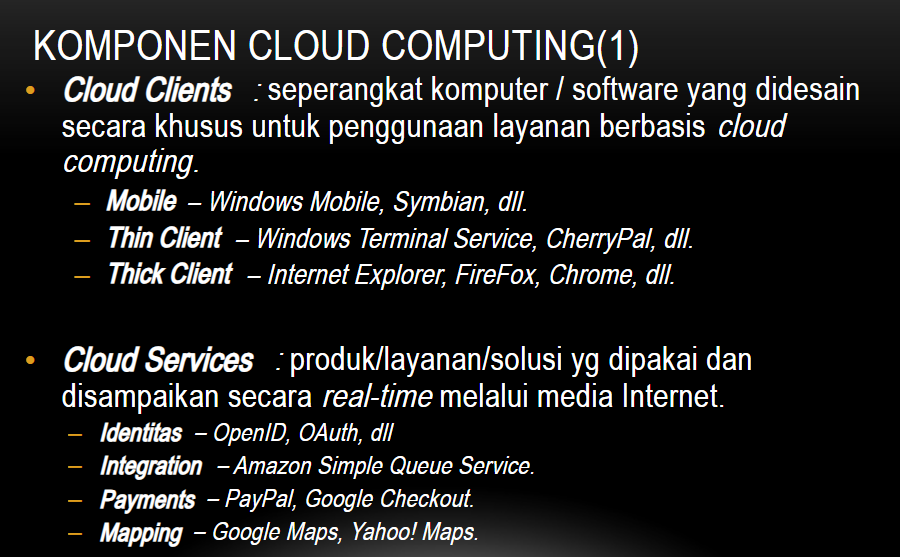 KOMPONEN CLOUD COMPUTING(1)
• Cloud Clients : seperangkat komputer / software yang didesain
secara khusus untuk penggunaan layanan berbasis cloud
computing.
– Mobile – Windows Mobile, Symbian, dll.
– Thin Client – Windows Terminal Service, CherryPal, dll.
– Thick Client – Internet Explorer, FireFox, Chrome, dll.
• Cloud Services : produk/layanan/solusi yg dipakai dan
disampaikan secara real-time melalui media Internet.
– Identitas – OpenID, OAuth, dll
– Integration – Amazon Simple Queue Service.
– Payments – PayPal, Google Checkout.
– Mapping – Google Maps, Yahoo! Maps.